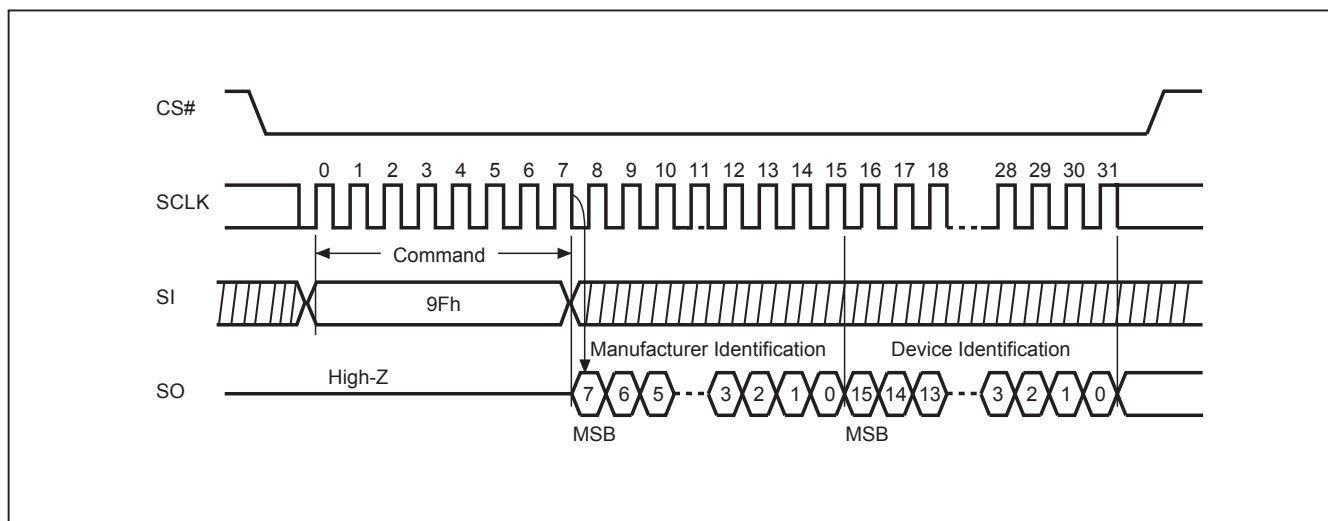 CS#
0 1 2 3 4 5 6 7 8 9 10 11 12 13 14 15 16 17 18 28 29 30 31
SCLK
Command
SI
9Fh
Manufacturer Identification Device Identification
High-Z
SO
7 6 5 3 2 1 0 15 14 13 3 2 1 0
MSB MSB